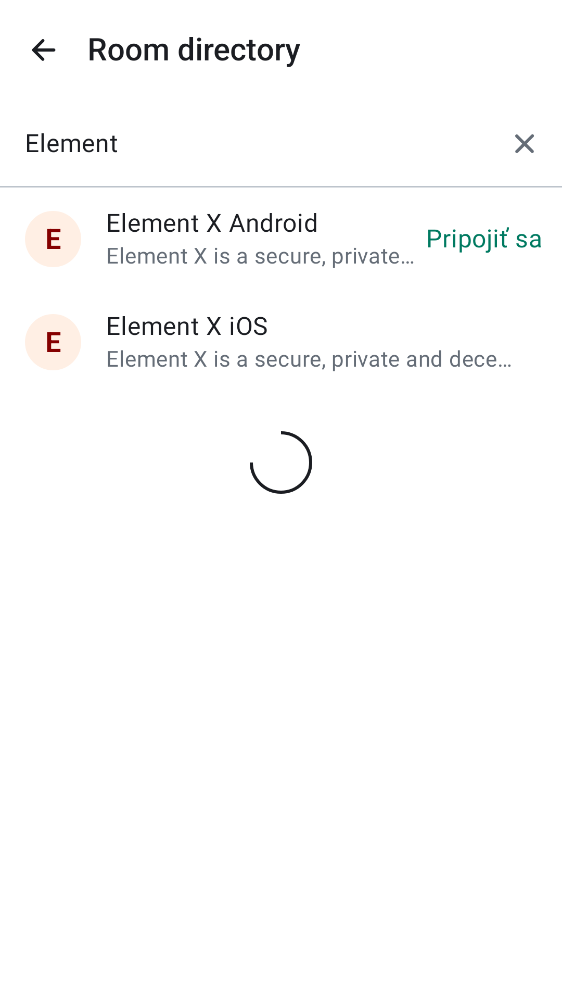 Room directory
Element
E
Element X Android
Element X is a secure, private…
Pripojiť sa
E
Element X iOS
Element X is a secure, private and dece…